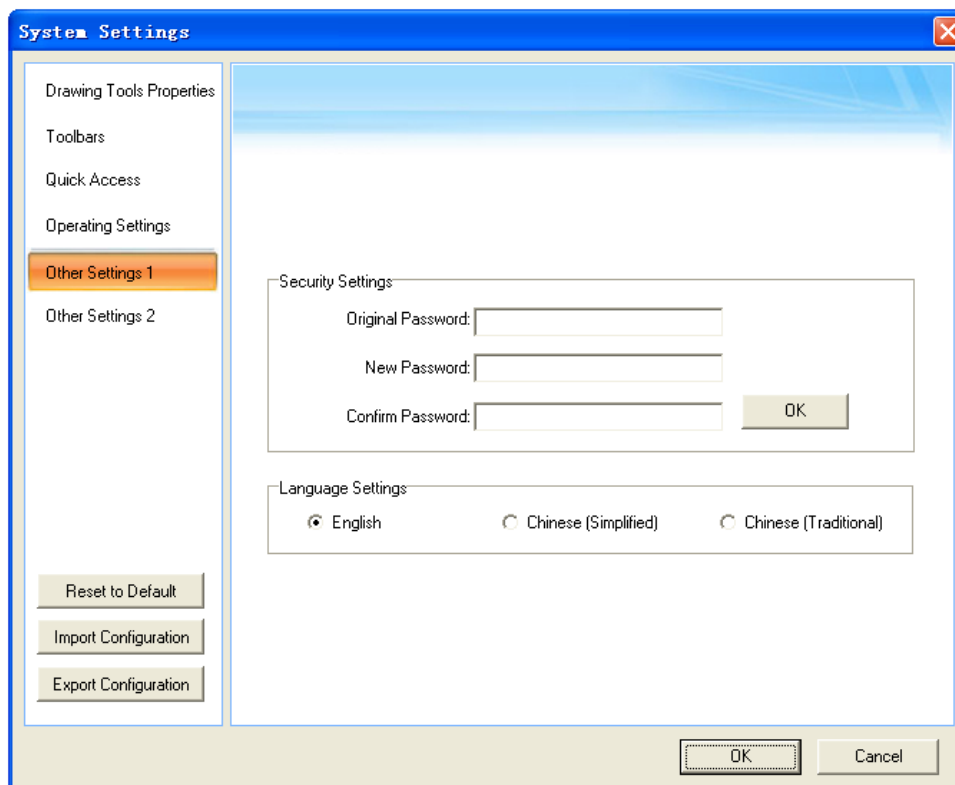 System Settings
Drawing Tools Properties
Toolbars
Quick Access
Operating Settings
Other Settings 1
Other Settings 2
Reset to Default
Import Configuration
Export Configuration
Security Settings
Original Password:
New Password:
Confirm Password:
OK
Language Settings
English Chinese (Simplified) Chinese (Traditional)
OK Cancel